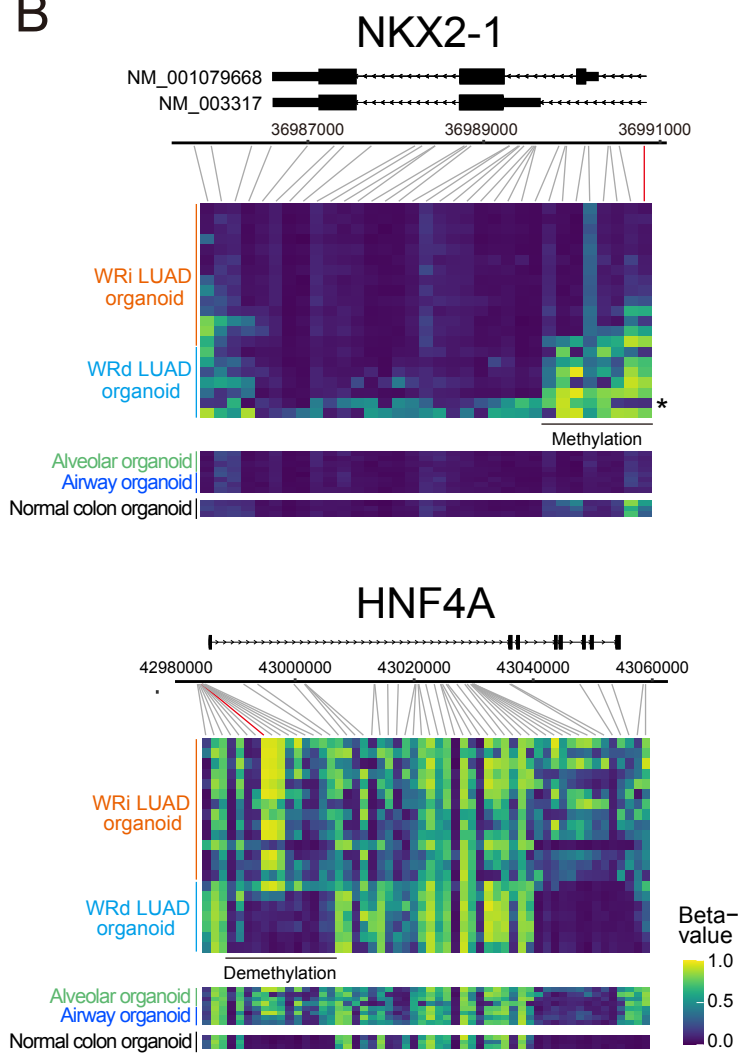 B
NKX2-1
NM_001079668
NM_003317
36987000 36989000 36991000
WRi LUAD
organoid
WRd LUAD
organoid
*
Methylation
Alveolar organoid
Airway organoid
Normal colon organoid
HNF4A
42980000 43000000 43020000 43040000 43060000
WRi LUAD
organoid
WRd LUAD
organoid
Demethylation
Alveolar organoid
Airway organoid
Normal colon organoid
Beta-
value
1.0
0.5
0.0